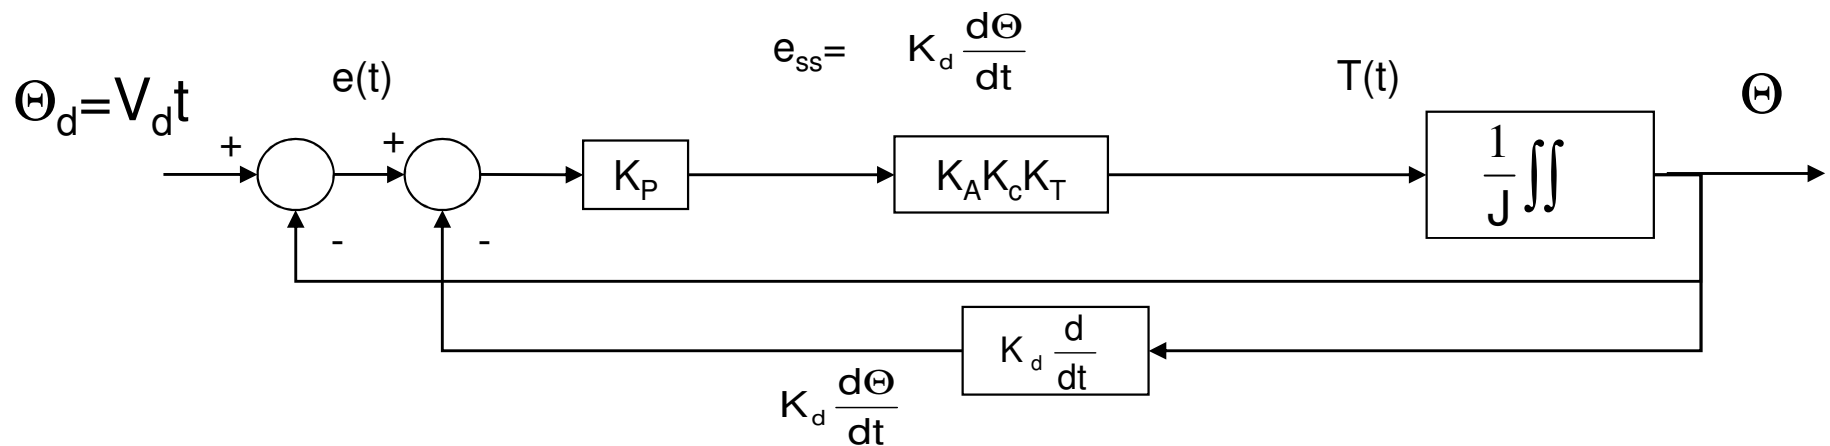 e_ss= K_d dΘ/dt
Θ_d=V_dt
e(t)
T(t)
Θ
+
+
K_P
K_AK_cK_T
1/J ∬
-
-
K_d d/dt
K_d dΘ/dt